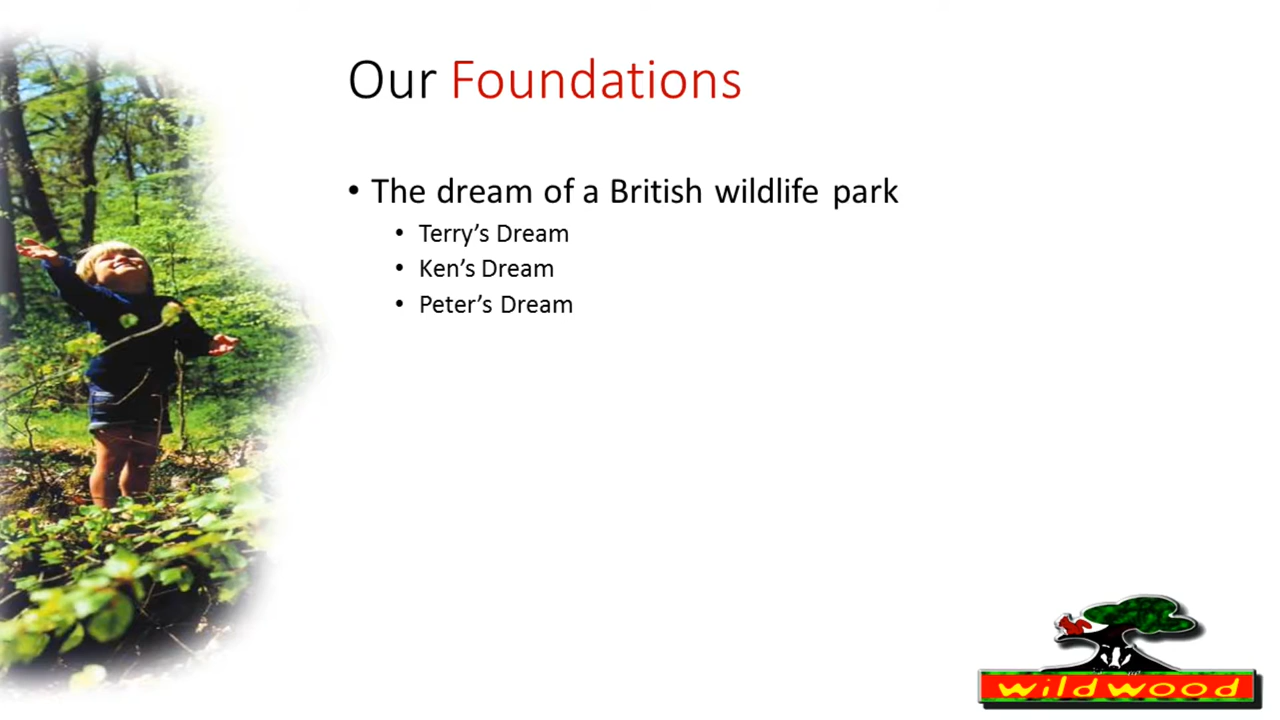 Our Foundations
• The dream of a British wildlife park
• Terry’s Dream
• Ken’s Dream
• Peter’s Dream
wildwood